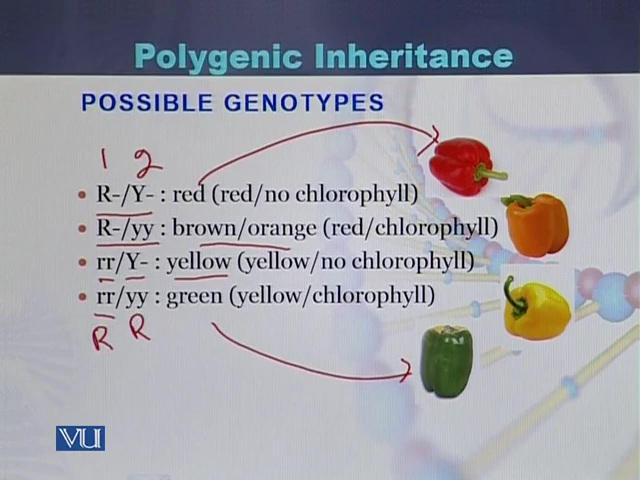 Polygenic Inheritance
POSSIBLE GENOTYPES
1 2
• R-/Y- : red (red/no chlorophyll)
• R-/yy : brown/orange (red/chlorophyll)
• rr/Y- : yellow (yellow/no chlorophyll)
• rr/yy : green (yellow/chlorophyll)
R R
VU